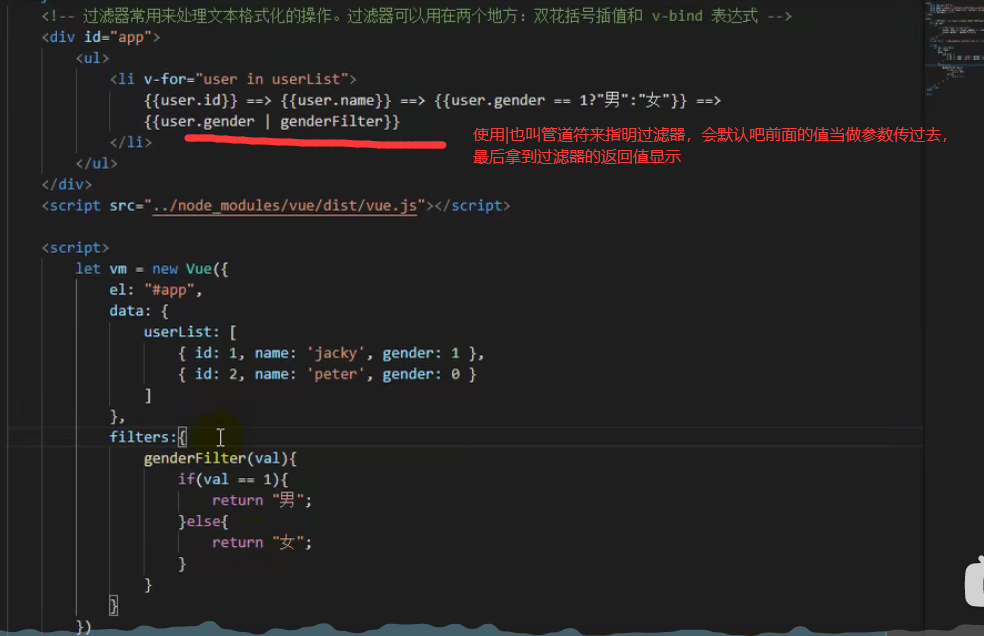 <!-- 过滤器常用来处理文本格式化的操作。过滤器可以用在两个地方：双花括号插值和 v-bind 表达式 -->
<div id="app">
<ul>
<li v-for="user in userList">
{{user.id}} ==> {{user.name}} ==> {{user.gender == 1?"男":"女"}} ==>
{{user.gender | genderFilter}}
使用|也叫管道符来指明过滤器，会默认吧前面的值当做参数传过去，
最后拿到过滤器的返回值显示
</li>
</ul>
</div>
<script src="../node_modules/vue/dist/vue.js"></script>
<script>
let vm = new Vue({
el: "#app",
data: {
userList: [
{ id: 1, name: 'jacky', gender: 1 },
{ id: 2, name: 'peter', gender: 0 }
]
},
filters:{
genderFilter(val){
if(val == 1){
return "男";
}else{
return "女";
}
}
}
})